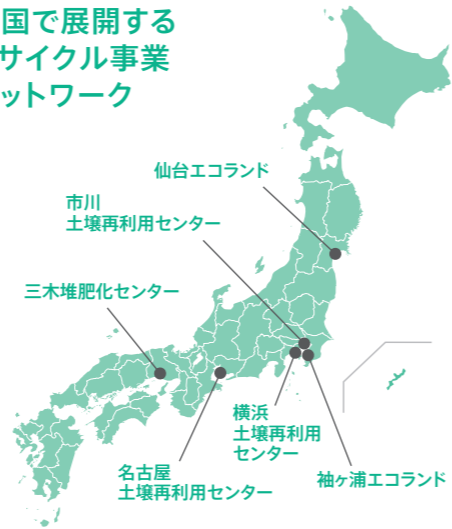 国で展開する
サイクル事業
ットワーク
仙台エコランド
市川
土壌再利用センター
三木堆肥化センター
横浜
土壌再利用
センター
名古屋
土壌再利用センター
袖ヶ浦エコランド